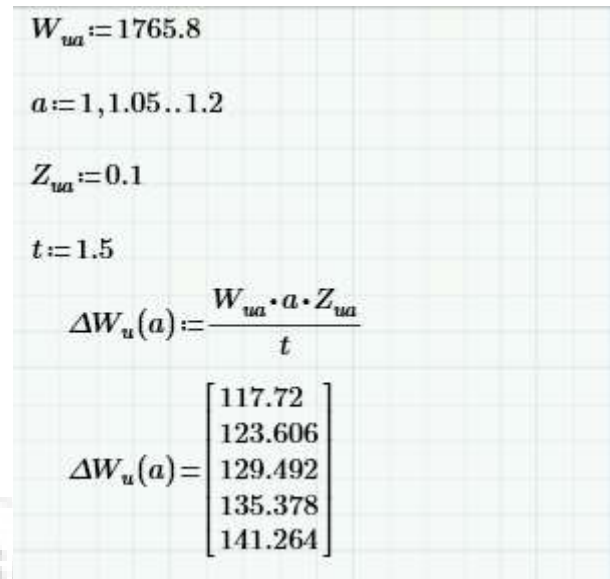 W_ua:=1765.8
a:=1,1.05..1.2
Z_ua:=0.1
t:=1.5
ΔW_u(a):=(W_ua·a·Z_ua)/t
ΔW_u(a)=[117.72
123.606
129.492
135.378
141.264]